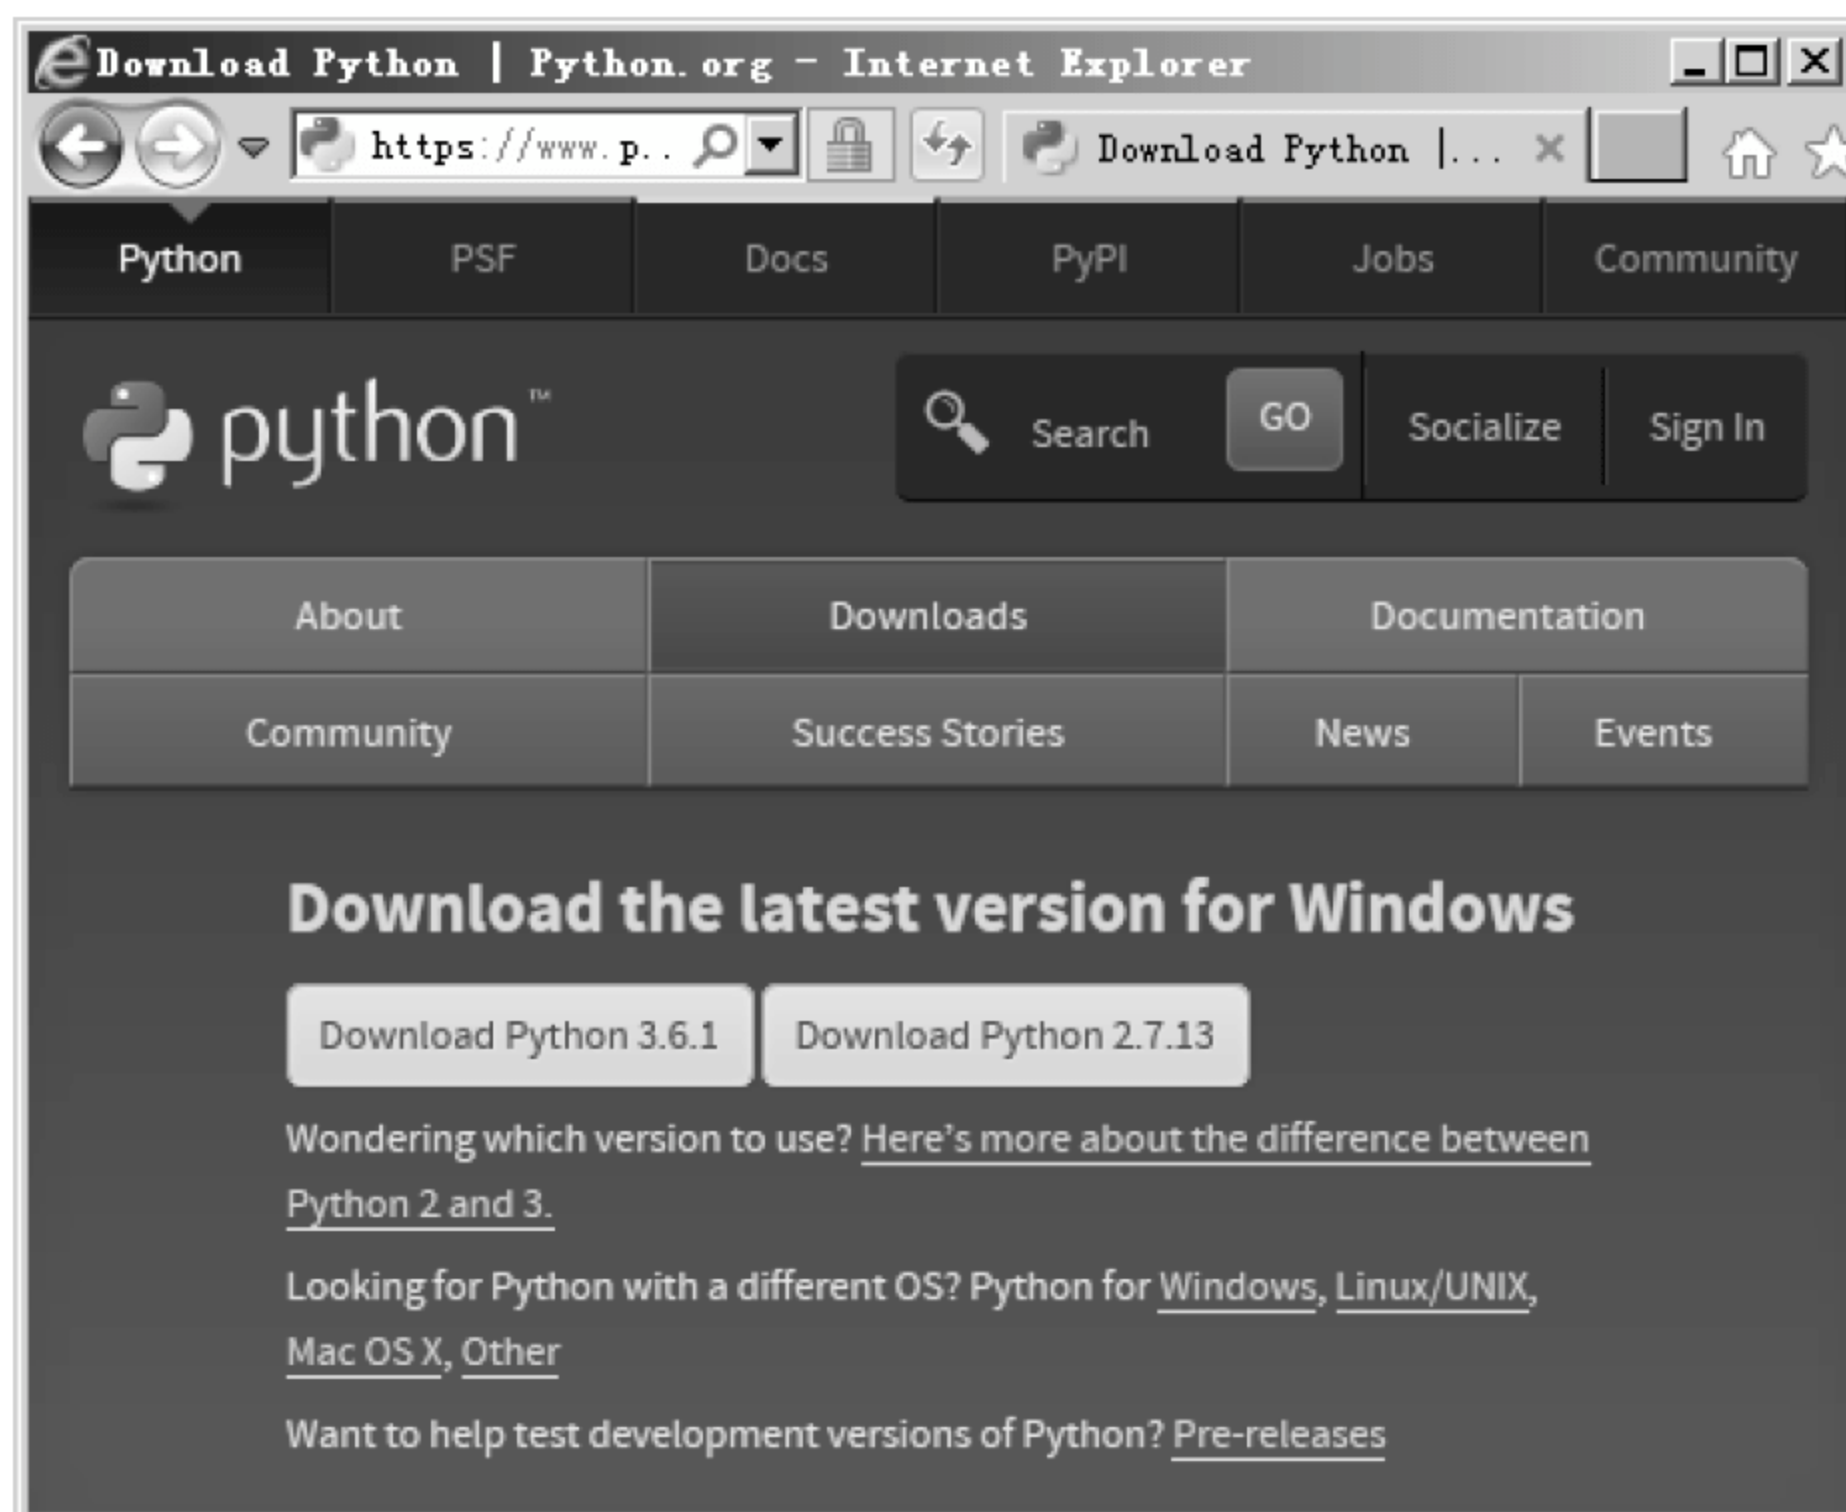 Download Python | Python.org - Internet Explorer
https://www.p.. Download Python |...
Python PSF Docs PyPI Jobs Community
python™ Search GO Socialize Sign In
About Downloads Documentation
Community Success Stories News Events
Download the latest version for Windows
Download Python 3.6.1 Download Python 2.7.13
Wondering which version to use? Here's more about the difference between
Python 2 and 3.
Looking for Python with a different OS? Python for Windows, Linux/UNIX,
Mac OS X, Other
Want to help test development versions of Python? Pre-releases